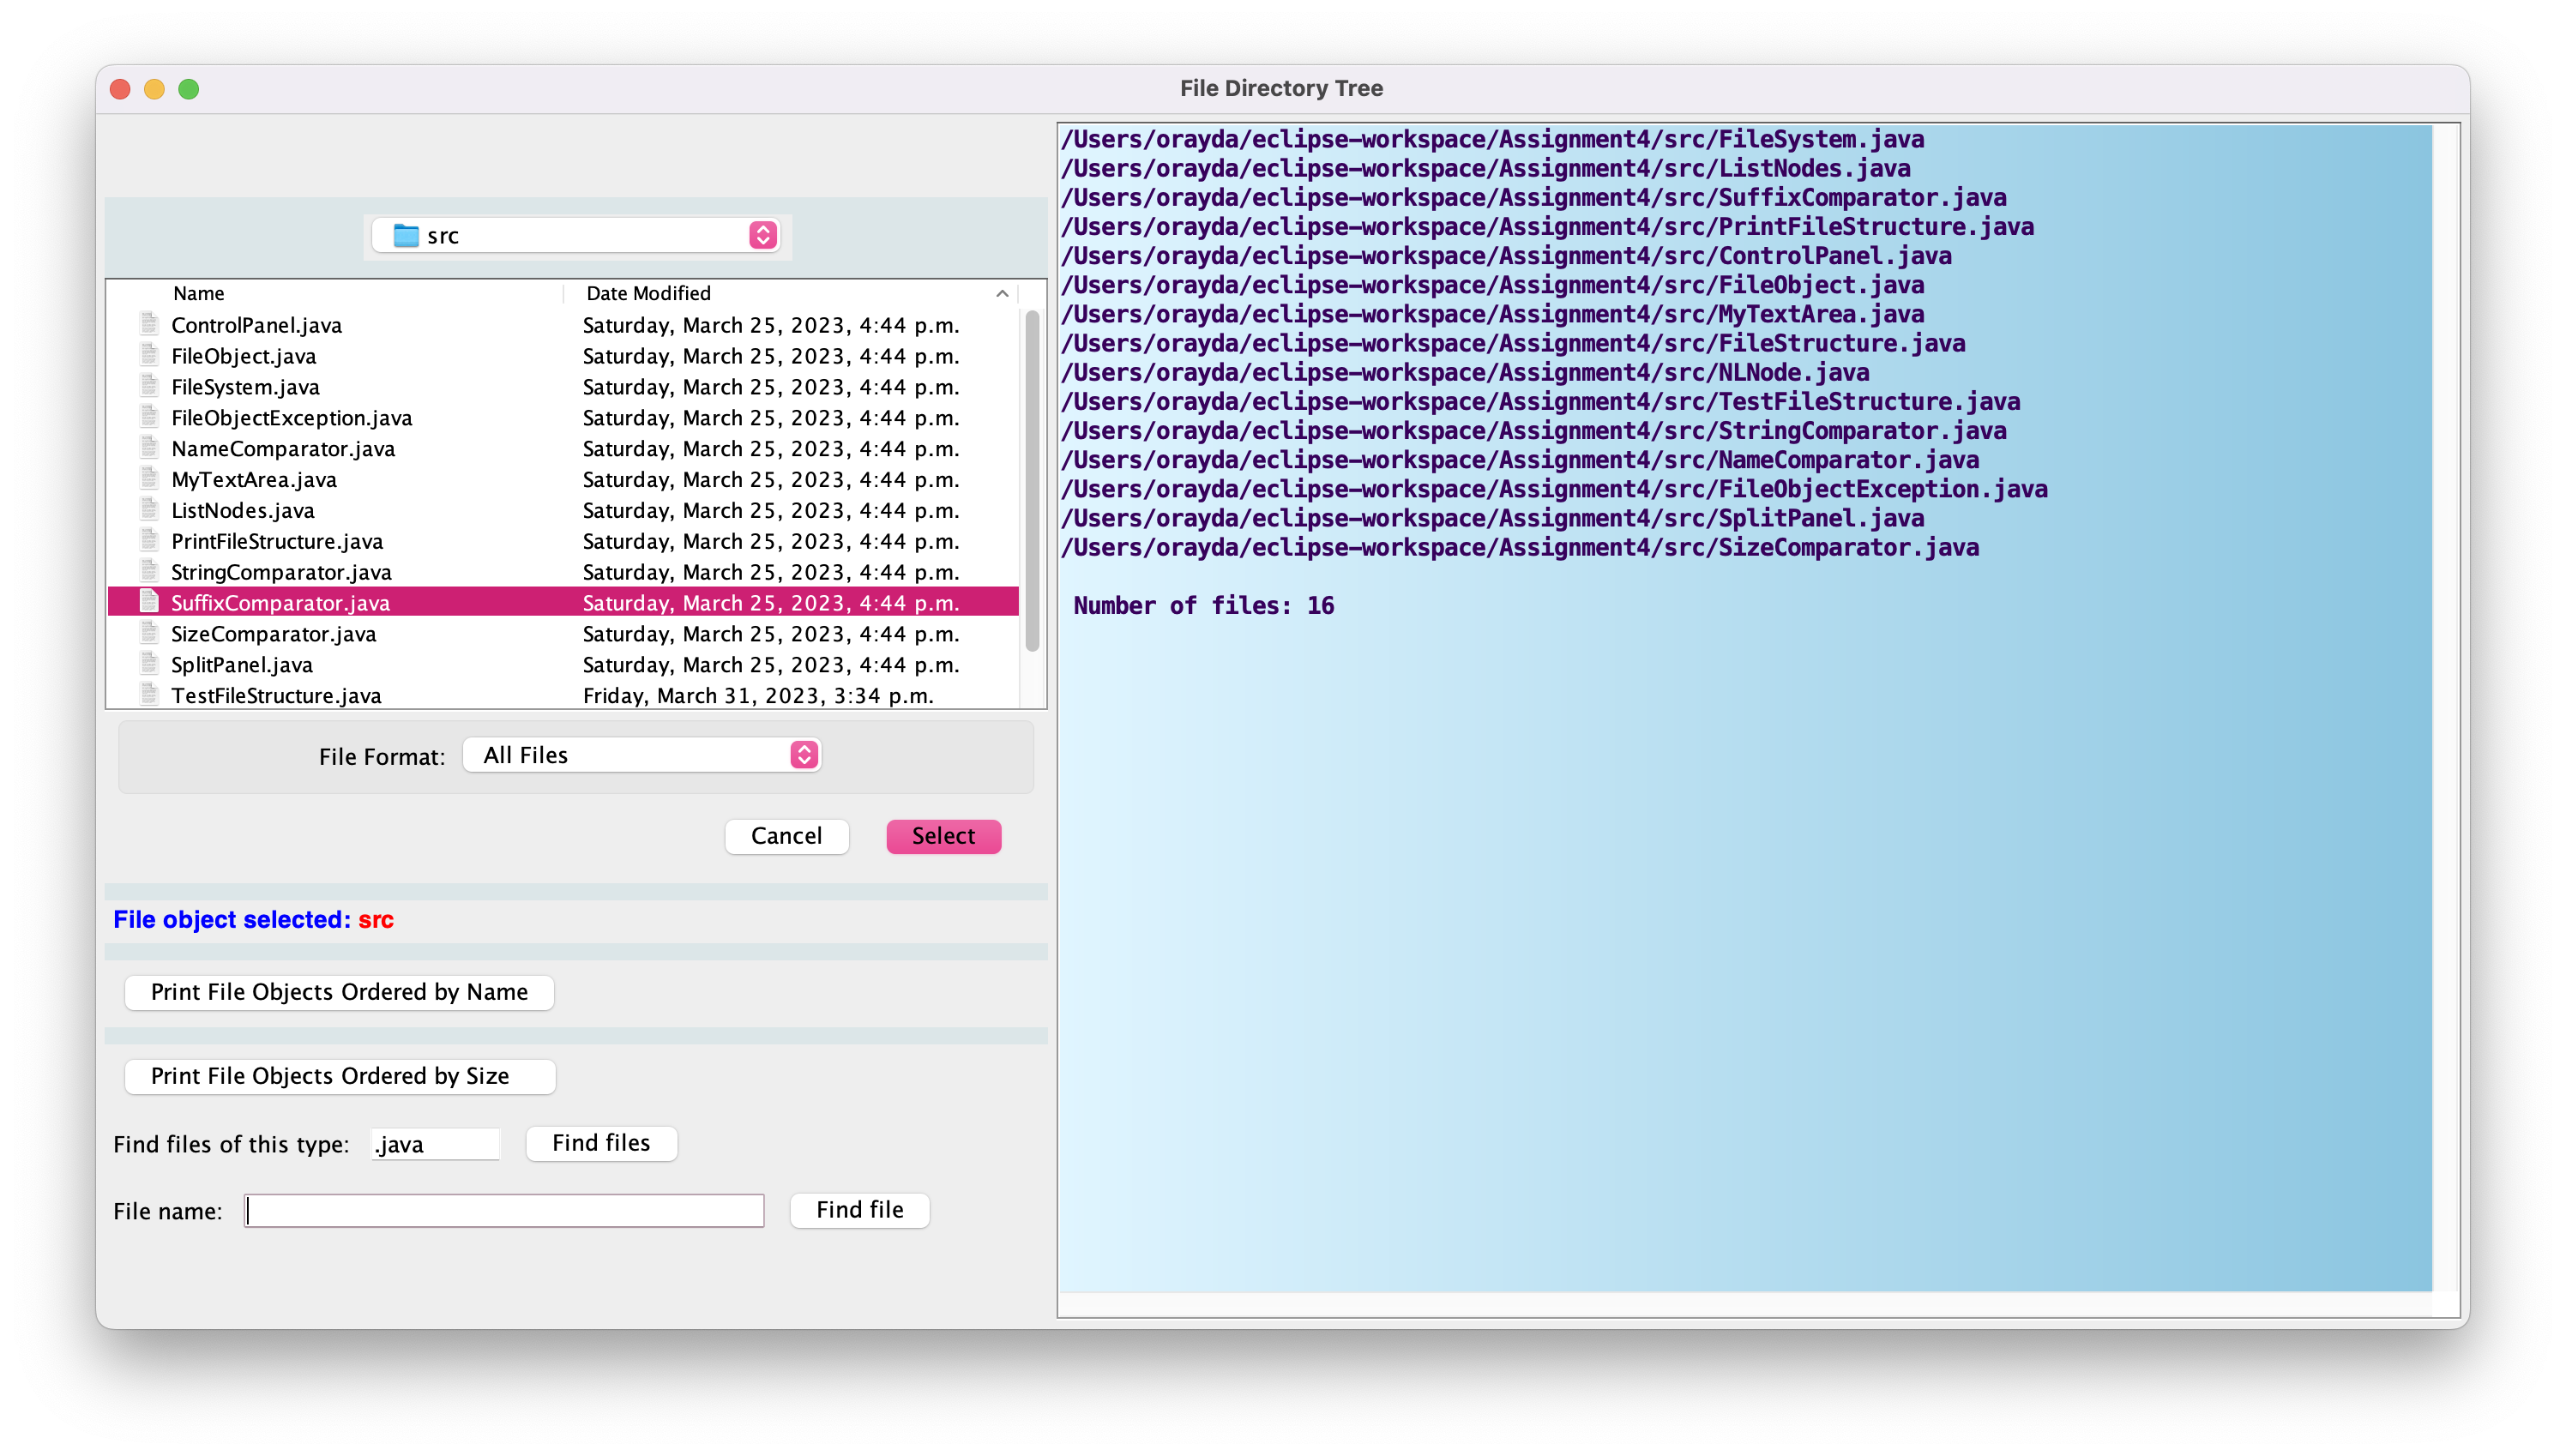 File Directory Tree
src
Name Date Modified
ControlPanel.java Saturday, March 25, 2023, 4:44 p.m.
FileObject.java Saturday, March 25, 2023, 4:44 p.m.
FileSystem.java Saturday, March 25, 2023, 4:44 p.m.
FileObjectException.java Saturday, March 25, 2023, 4:44 p.m.
NameComparator.java Saturday, March 25, 2023, 4:44 p.m.
MyTextArea.java Saturday, March 25, 2023, 4:44 p.m.
ListNodes.java Saturday, March 25, 2023, 4:44 p.m.
PrintFileStructure.java Saturday, March 25, 2023, 4:44 p.m.
StringComparator.java Saturday, March 25, 2023, 4:44 p.m.
SuffixComparator.java Saturday, March 25, 2023, 4:44 p.m.
SizeComparator.java Saturday, March 25, 2023, 4:44 p.m.
SplitPanel.java Saturday, March 25, 2023, 4:44 p.m.
TestFileStructure.java Friday, March 31, 2023, 3:34 p.m.
File Format: All Files
Cancel Select
File object selected: src
Print File Objects Ordered by Name
Print File Objects Ordered by Size
Find files of this type: .java Find files
File name: Find file
/Users/orayda/eclipse-workspace/Assignment4/src/FileSystem.java
/Users/orayda/eclipse-workspace/Assignment4/src/ListNodes.java
/Users/orayda/eclipse-workspace/Assignment4/src/SuffixComparator.java
/Users/orayda/eclipse-workspace/Assignment4/src/PrintFileStructure.java
/Users/orayda/eclipse-workspace/Assignment4/src/ControlPanel.java
/Users/orayda/eclipse-workspace/Assignment4/src/FileObject.java
/Users/orayda/eclipse-workspace/Assignment4/src/MyTextArea.java
/Users/orayda/eclipse-workspace/Assignment4/src/FileStructure.java
/Users/orayda/eclipse-workspace/Assignment4/src/NLNode.java
/Users/orayda/eclipse-workspace/Assignment4/src/TestFileStructure.java
/Users/orayda/eclipse-workspace/Assignment4/src/StringComparator.java
/Users/orayda/eclipse-workspace/Assignment4/src/NameComparator.java
/Users/orayda/eclipse-workspace/Assignment4/src/FileObjectException.java
/Users/orayda/eclipse-workspace/Assignment4/src/SplitPanel.java
/Users/orayda/eclipse-workspace/Assignment4/src/SizeComparator.java
Number of files: 16